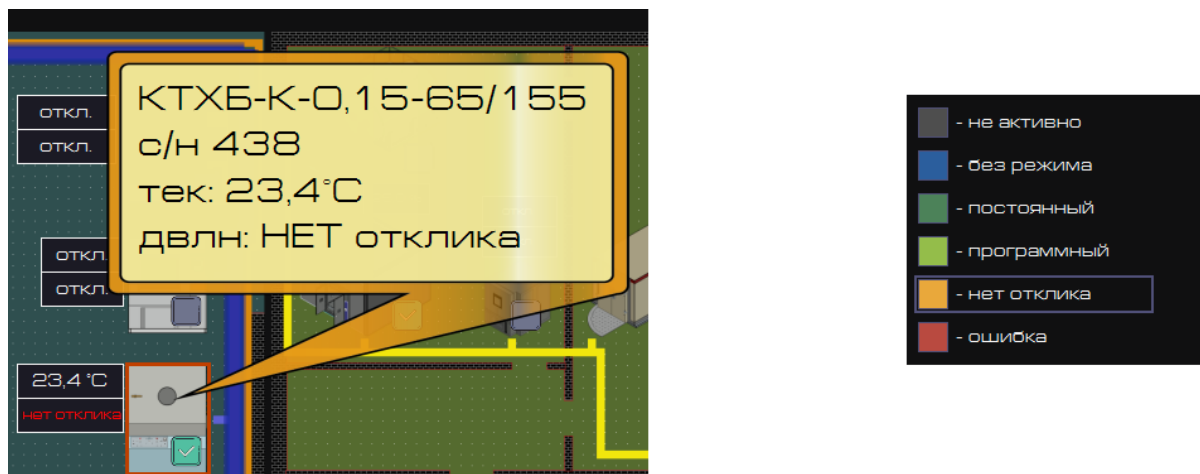 откл.
откл.
КТХБ-К-0,15-65/155
с/н 438
тек: 23,4°C
двлн: НЕТ отклика
откл.
откл.
23,4 °C
нет отклика
- не активно
- без режима
- постоянный
- программный
- нет отклика
- ошибка